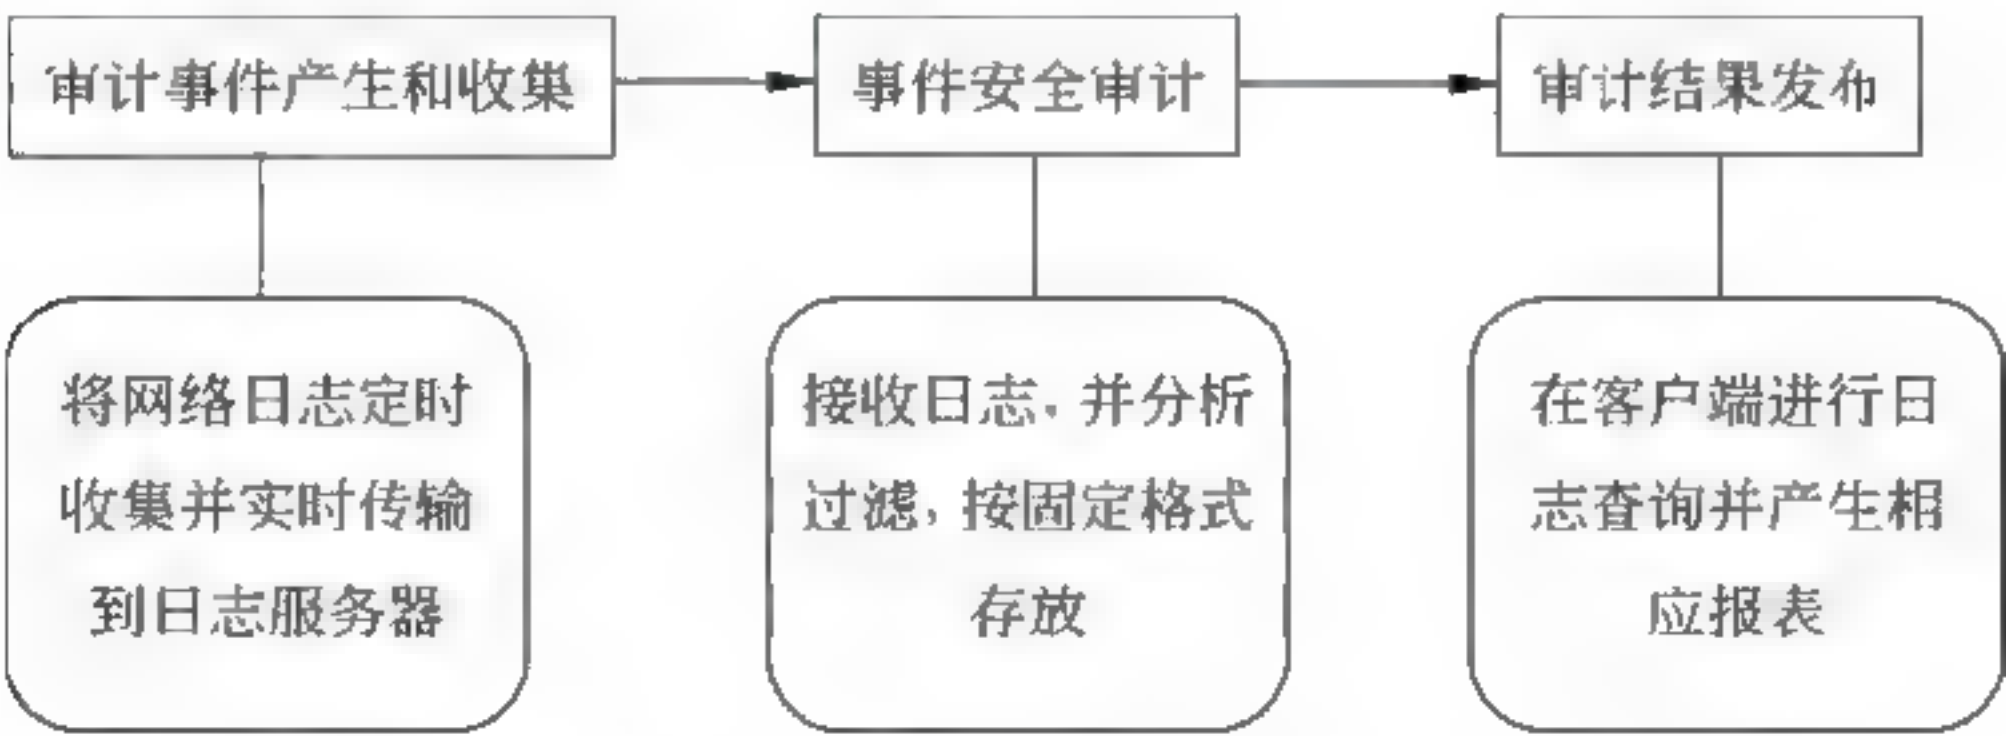 审计事件产生和收集
事件安全审计
审计结果发布
将网络日志定时
收集并实时传输
到日志服务器
接收日志，并分析
过滤，按固定格式
存放
在客户端进行日
志查询并产生相
应报表